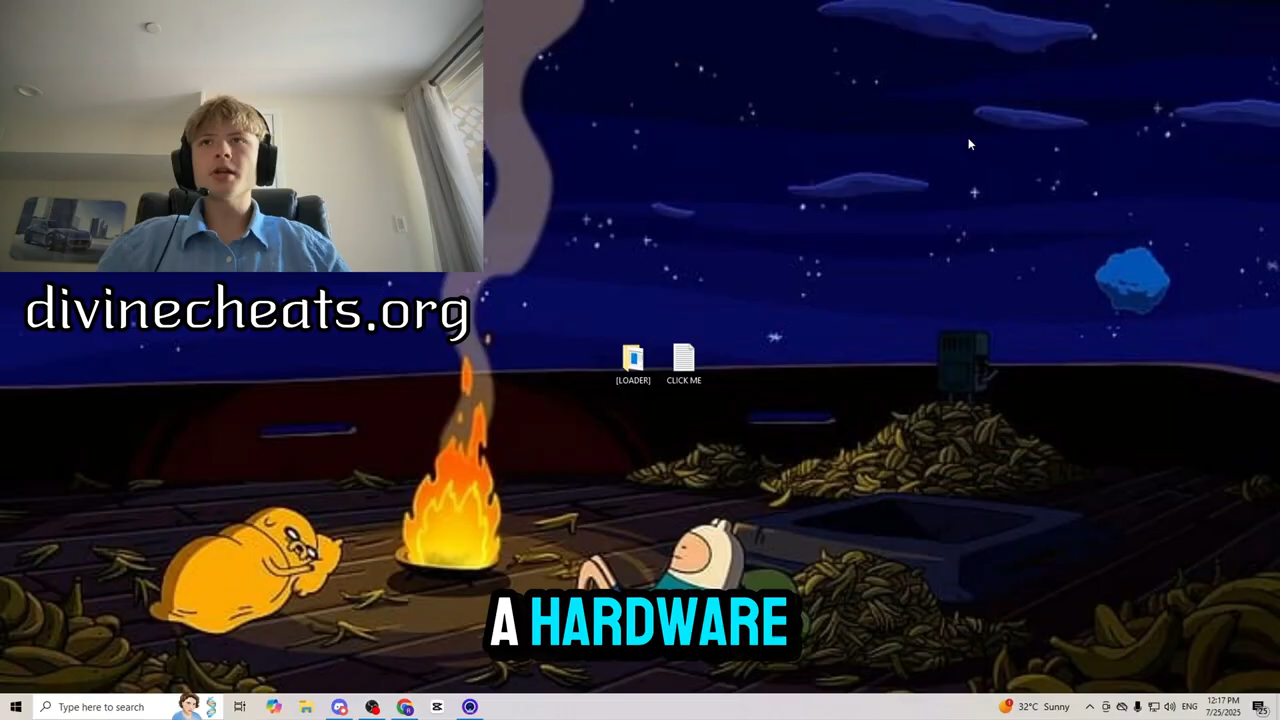 divinecheats.org
[LOADER]
CLICK ME
A HARDWARE
Type here to search
32°C Sunny
ENG
12:17 PM
7/25/2025